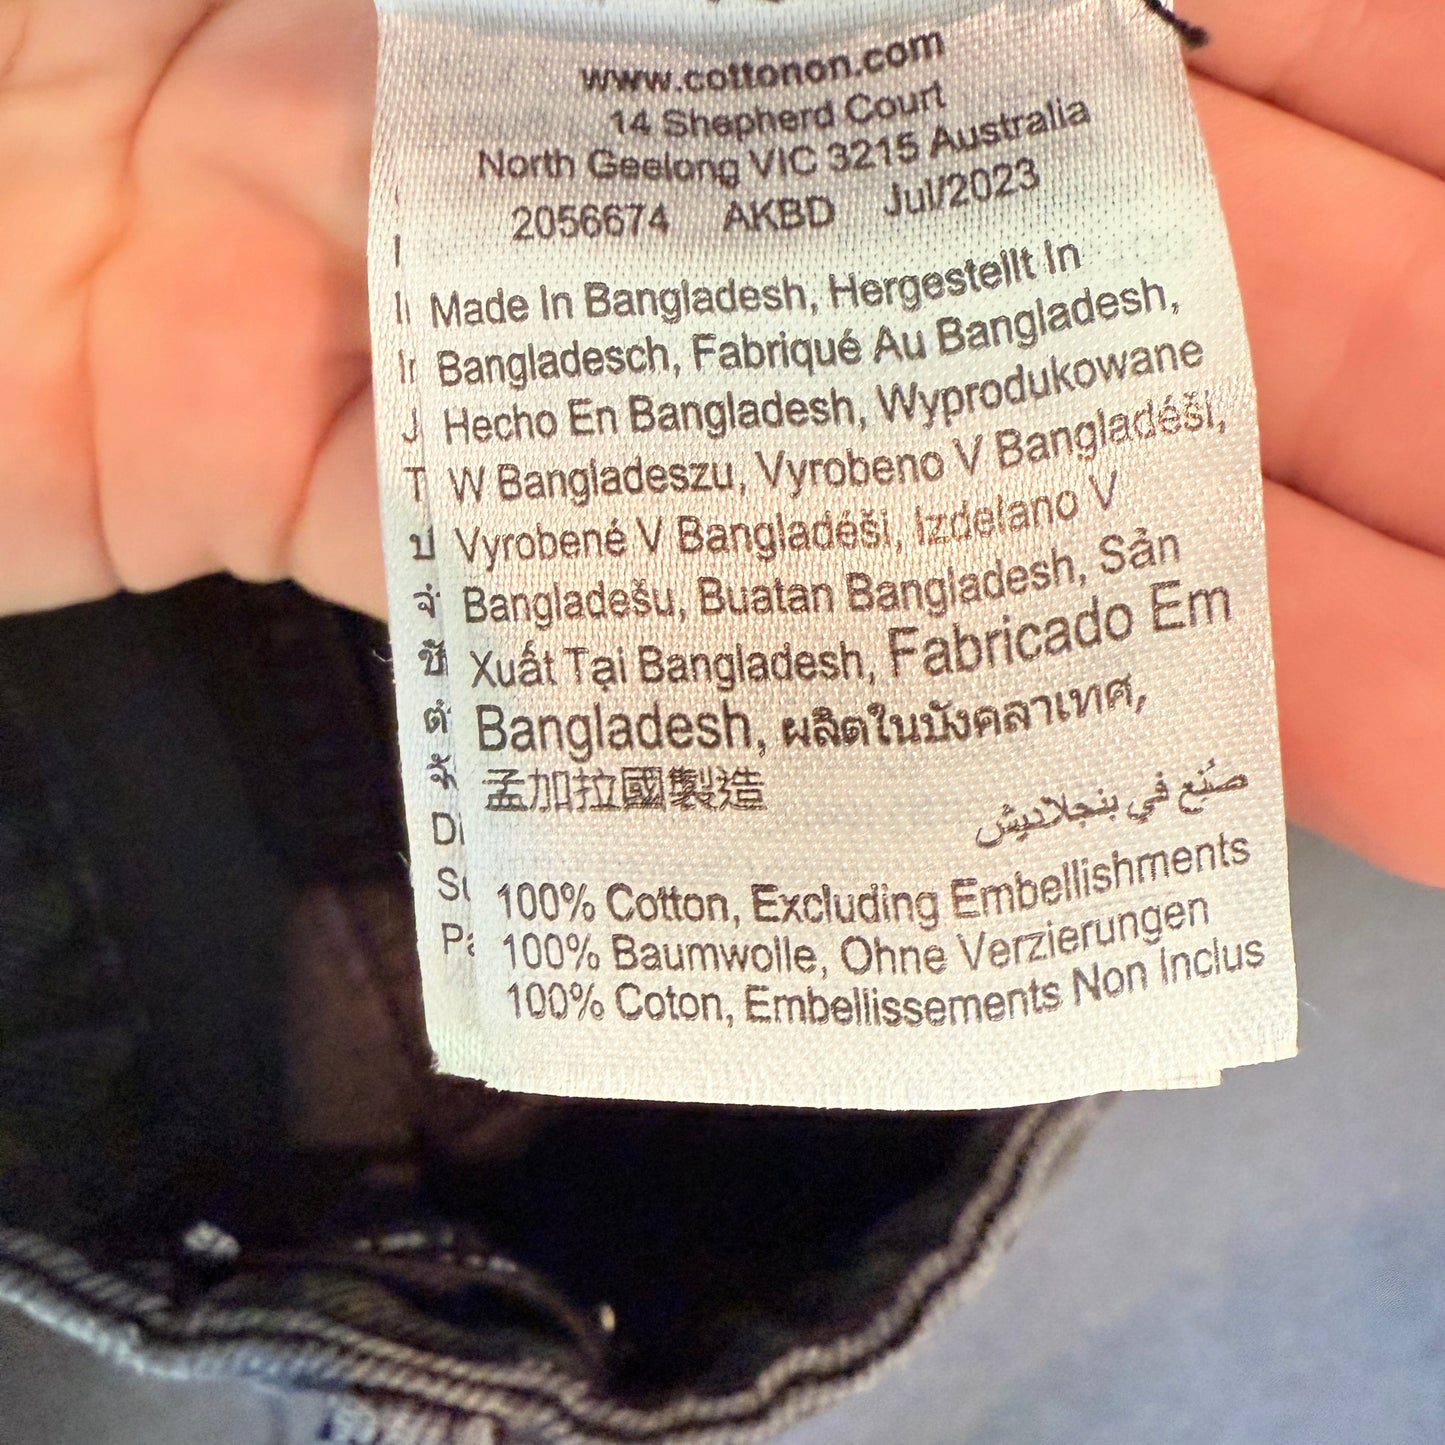 www.cottonon.com
14 Shepherd Court
North Geelong VIC 3215 Australia
2056674 AKBD Jul/2023
Made In Bangladesh, Hergestellt In
Bangladesch, Fabriqué Au Bangladesh,
Hecho En Bangladesh, Wyprodukowane
W Bangladeszu, Vyrobeno V Bangladéši,
Vyrobené V Bangladéši, Izdelano V
Bangladešu, Buatan Bangladesh, Sản
Xuất Tại Bangladesh, Fabricado Em
Bangladesh, ผลิตในบังคลาเทศ,
孟加拉國製造
صُنِع في بنجلاديش
100% Cotton, Excluding Embellishments
100% Baumwolle, Ohne Verzierungen
100% Coton, Embellissements Non Inclus